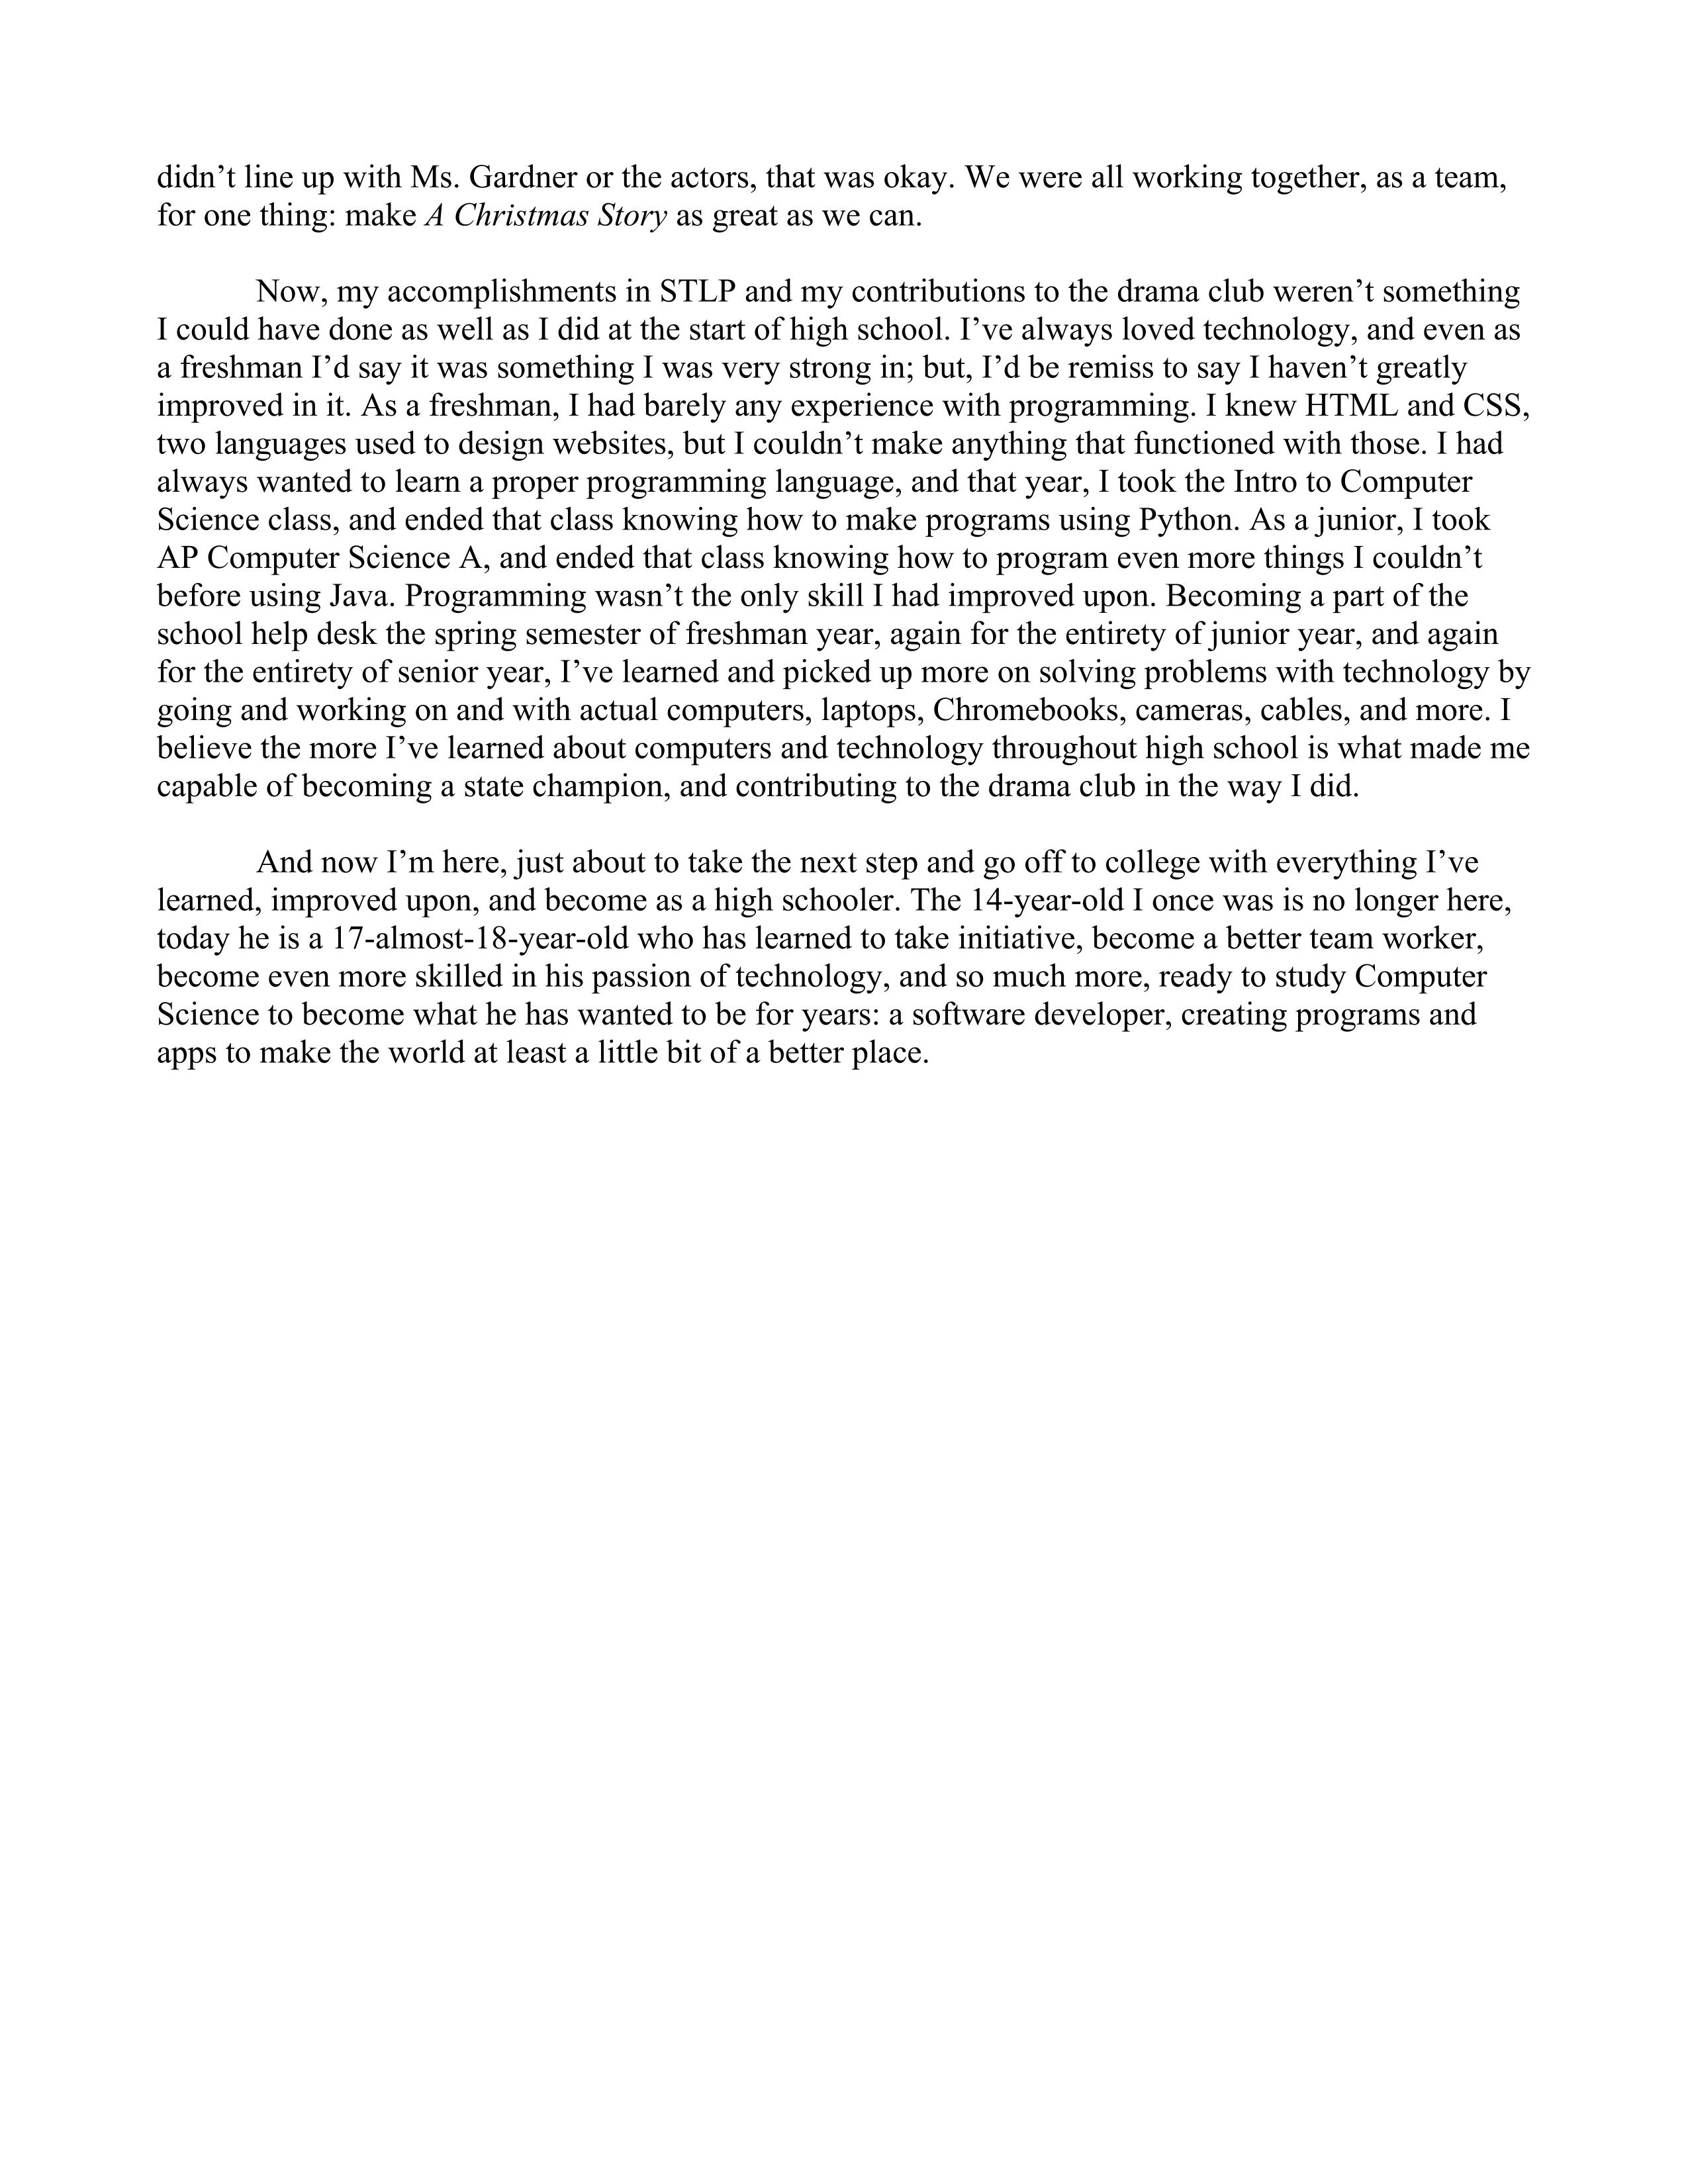 didn’t line up with Ms. Gardner or the actors, that was okay. We were all working together, as a team,
for one thing: make A Christmas Story as great as we can.
Now, my accomplishments in STLP and my contributions to the drama club weren’t something
I could have done as well as I did at the start of high school. I’ve always loved technology, and even as
a freshman I’d say it was something I was very strong in; but, I’d be remiss to say I haven’t greatly
improved in it. As a freshman, I had barely any experience with programming. I knew HTML and CSS,
two languages used to design websites, but I couldn’t make anything that functioned with those. I had
always wanted to learn a proper programming language, and that year, I took the Intro to Computer
Science class, and ended that class knowing how to make programs using Python. As a junior, I took
AP Computer Science A, and ended that class knowing how to program even more things I couldn’t
before using Java. Programming wasn’t the only skill I had improved upon. Becoming a part of the
school help desk the spring semester of freshman year, again for the entirety of junior year, and again
for the entirety of senior year, I’ve learned and picked up more on solving problems with technology by
going and working on and with actual computers, laptops, Chromebooks, cameras, cables, and more. I
believe the more I’ve learned about computers and technology throughout high school is what made me
capable of becoming a state champion, and contributing to the drama club in the way I did.
And now I’m here, just about to take the next step and go off to college with everything I’ve
learned, improved upon, and become as a high schooler. The 14-year-old I once was is no longer here,
today he is a 17-almost-18-year-old who has learned to take initiative, become a better team worker,
become even more skilled in his passion of technology, and so much more, ready to study Computer
Science to become what he has wanted to be for years: a software developer, creating programs and
apps to make the world at least a little bit of a better place.